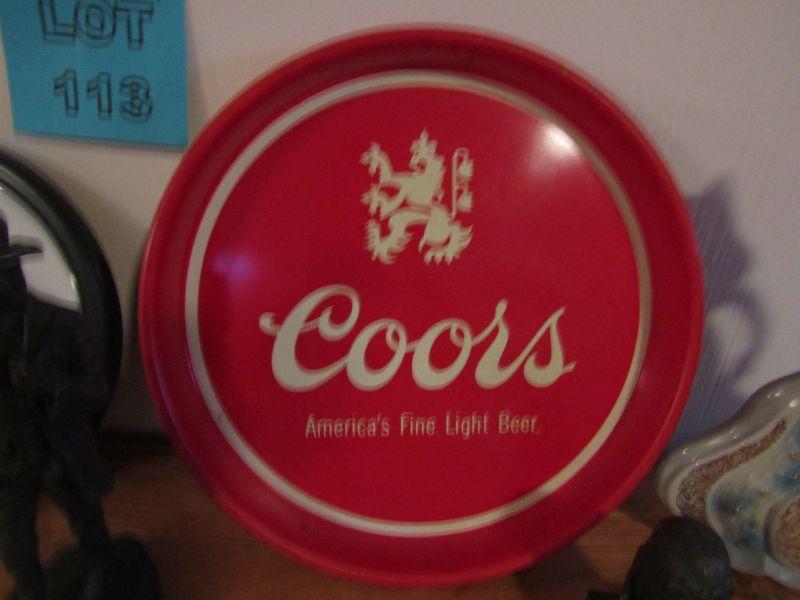 LOT
113
Coors
America's Fine Light Beer.